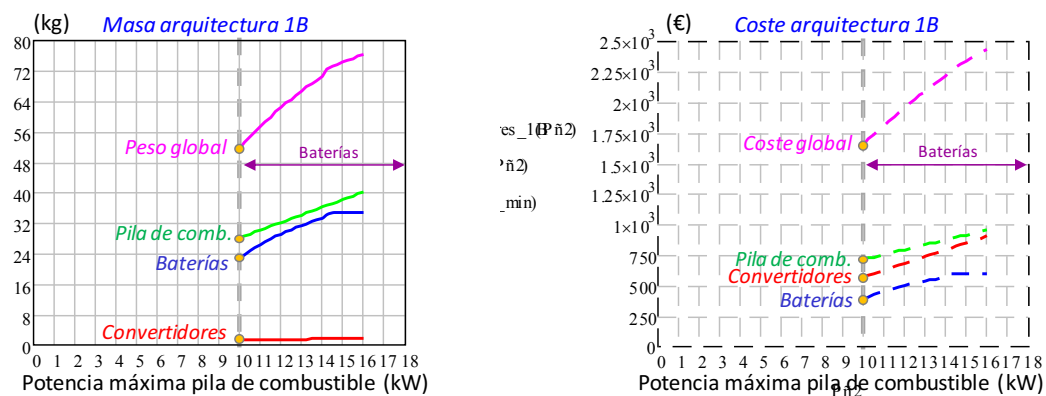 (kg)
Masa arquitectura 1B
80
72
64
56
48
40
32
24
16
8
0
Peso global
Baterías
Pila de comb.
Baterías
Convertidores
0 1 2 3 4 5 6 7 8 9 10 11 12 13 14 15 16 17 18
Potencia máxima pila de combustible (kW)
(€)
Coste arquitectura 1B
2.5×10³
2.25×10³
2×10³
1.75×10³
1.5×10³
1.25×10³
1×10³
750
500
250
0
res_1(B Pñ2)
Pñ2)
_min)
Coste global
Baterías
Pila de comb.
Convertidores
Baterías
0 1 2 3 4 5 6 7 8 9 10 11 12 13 14 15 16 17 18
Potencia máxima pila de combustible (kW)
Pñ2